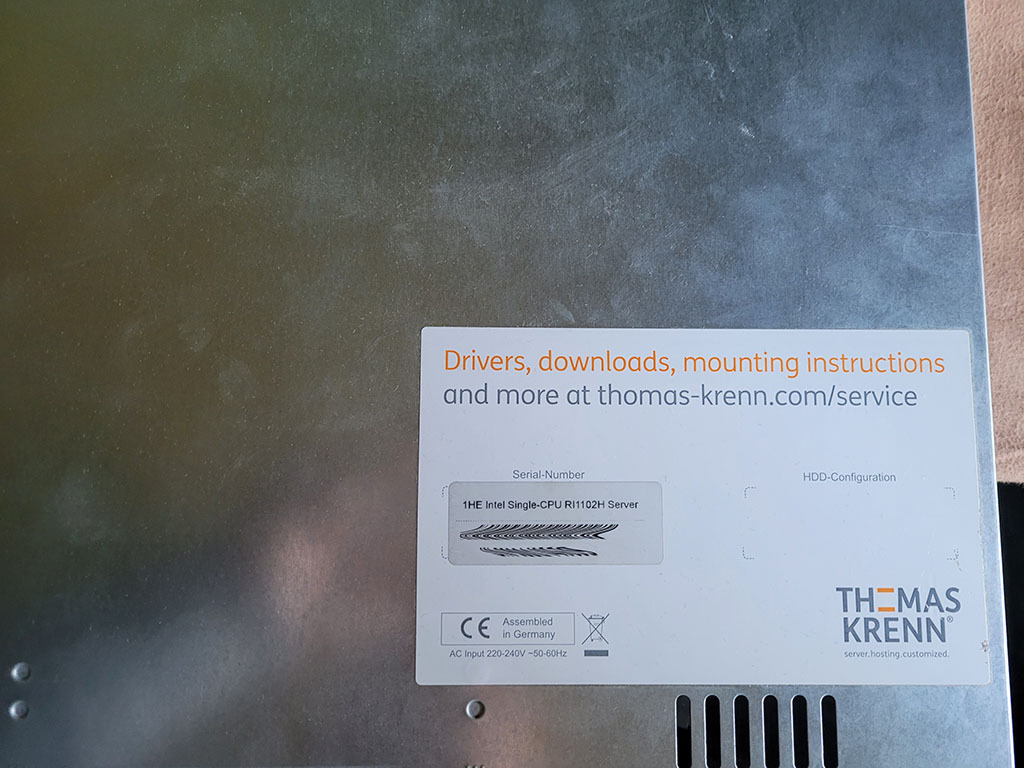 Drivers, downloads, mounting instructions
and more at thomas-krenn.com/service
Serial-Number
1HE Intel Single-CPU RI1102H Server
HDD-Configuration
CE
Assembled
in Germany
AC Input 220-240V ~50-60Hz
THOMAS
KRENN®
server.hosting.customized.